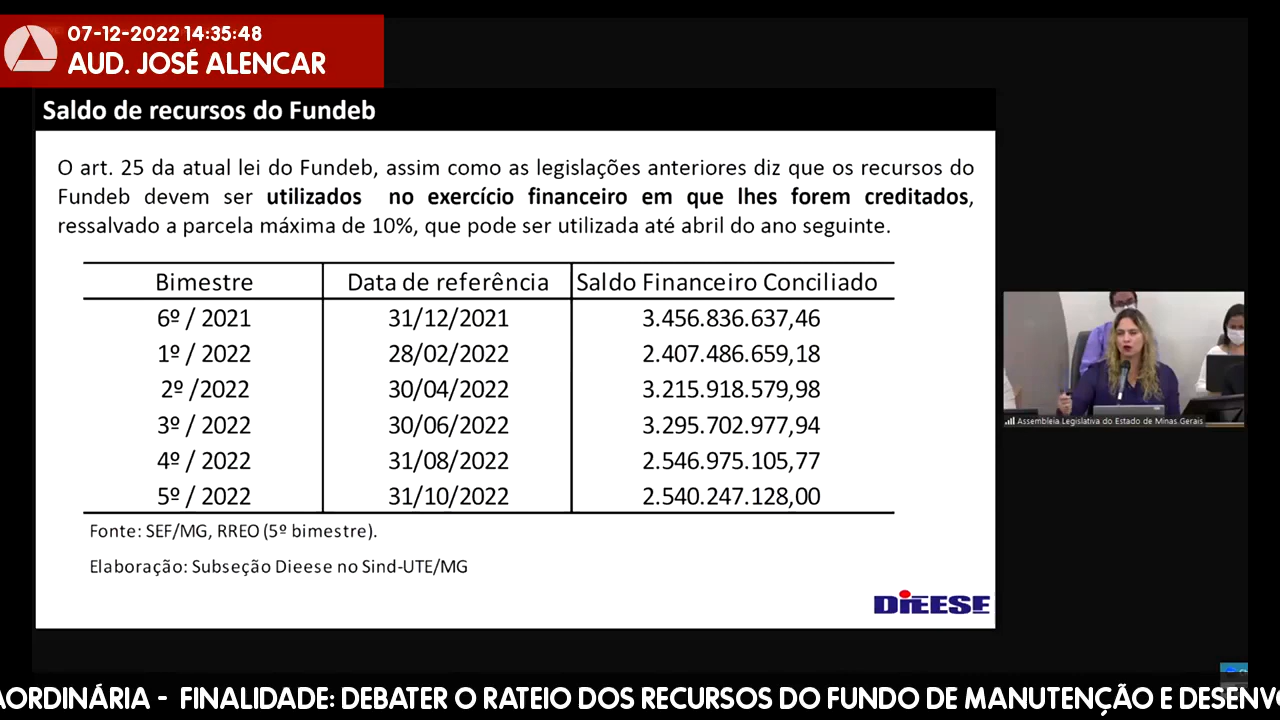 07-12-2022 14:35:48
AUD. JOSÉ ALENCAR
Saldo de recursos do Fundeb
O art. 25 da atual lei do Fundeb, assim como as legislações anteriores diz que os recursos do
Fundeb devem ser utilizados no exercício financeiro em que lhes forem creditados,
ressalvado a parcela máxima de 10%, que pode ser utilizada até abril do ano seguinte.
Bimestre Data de referência Saldo Financeiro Conciliado
6º / 2021 31/12/2021 3.456.836.637,46
1º / 2022 28/02/2022 2.407.486.659,18
2º /2022 30/04/2022 3.215.918.579,98
3º / 2022 30/06/2022 3.295.702.977,94
4º / 2022 31/08/2022 2.546.975.105,77
5º / 2022 31/10/2022 2.540.247.128,00
Fonte: SEF/MG, RREO (5º bimestre).
Elaboração: Subseção Dieese no Sind-UTE/MG
DIEESE
Assembleia Legislativa do Estado de Minas Gerais
AORDINÁRIA - FINALIDADE: DEBATER O RATEIO DOS RECURSOS DO FUNDO DE MANUTENÇÃO E DESENV